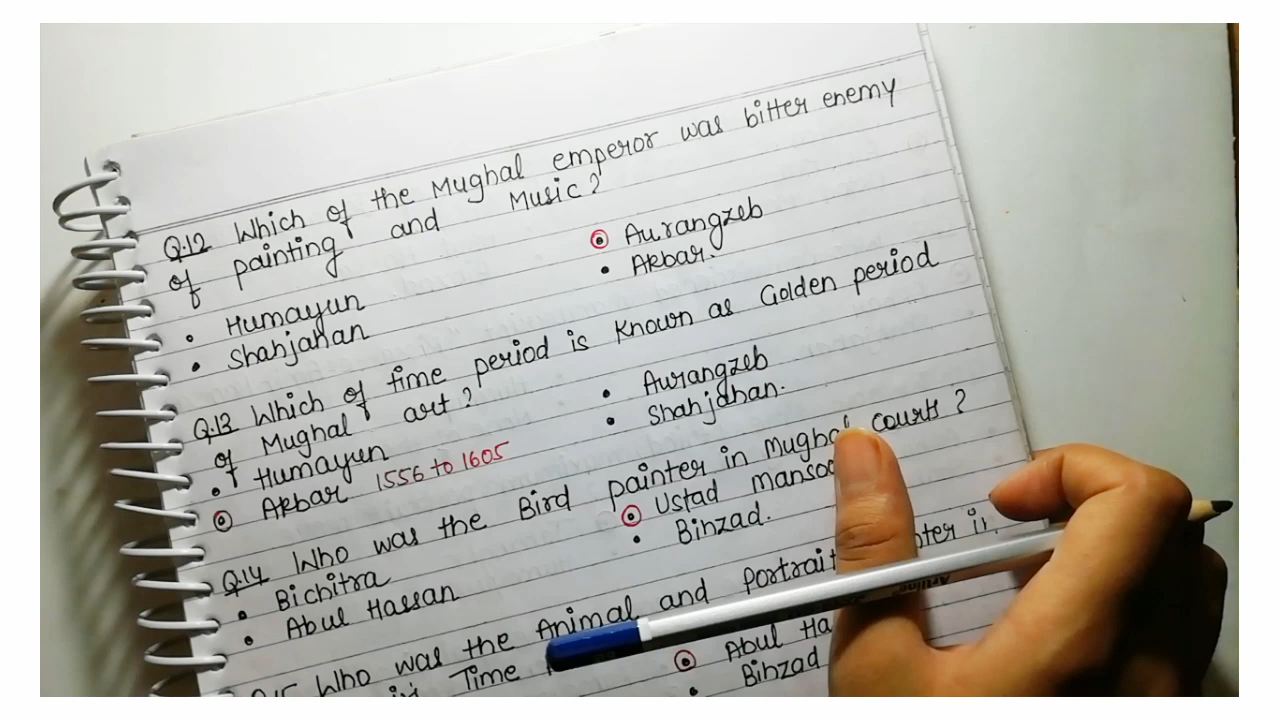 Q.12 Which of the Mughal emperor was bitter enemy
of painting and Music?
• Humayun
• Shahjahan
• Aurangzeb
• Akbar.
Q.13 Which of time period is known as Golden period
of Mughal art?
• Humayun
• Akbar 1556 to 1605
• Aurangzeb
• Shahjahan.
Q.14 Who was the Bird painter in Mughal court?
• Bichitra
• Abul Hassan
• Ustad
• Binzad.
Who was the Animal and portrait
Time
• Abul
• Binzad